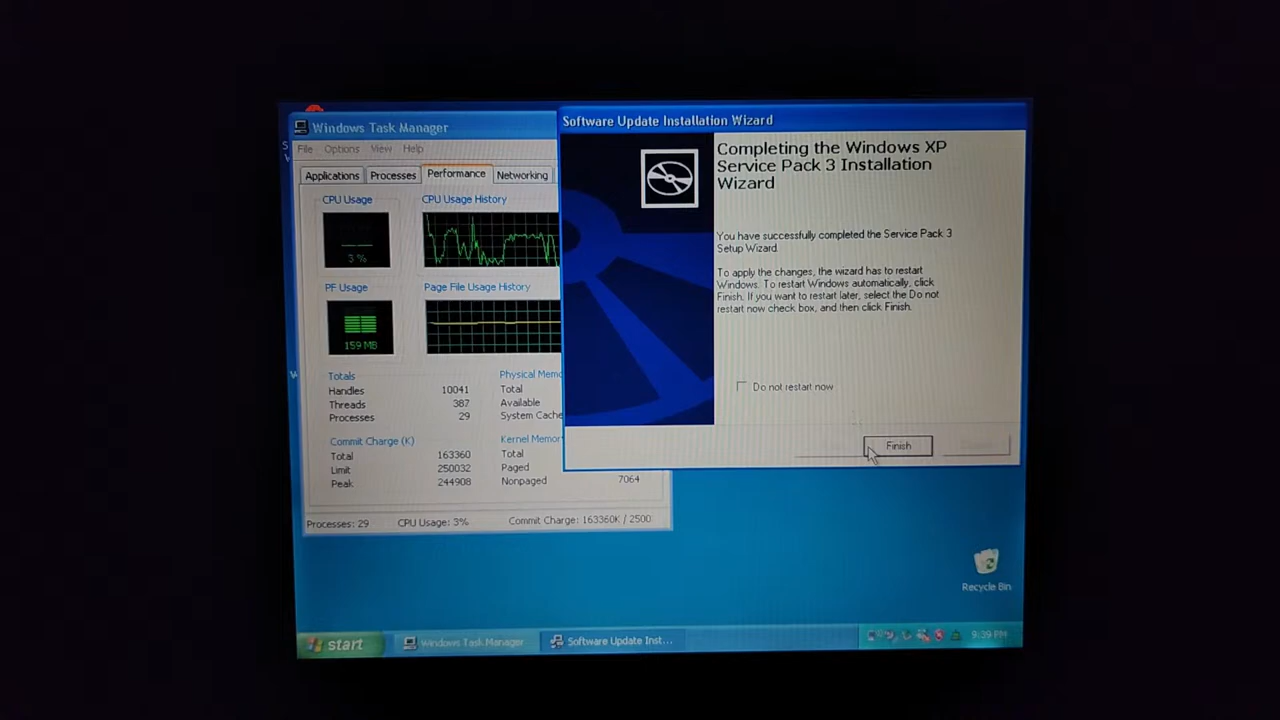 Windows Task Manager
File Options View Help
Applications Processes Performance Networking
CPU Usage
CPU Usage History
3 %
PF Usage
Page File Usage History
159 MB
Totals
Handles 10041
Threads 387
Processes 29
Physical Memo
Total
Available
System Cache
Commit Charge (K)
Total 163360
Limit 250032
Peak 244908
Kernel Memor
Total
Paged
Nonpaged 7064
Processes: 29 CPU Usage: 3% Commit Charge: 163360K / 2500
Software Update Installation Wizard
Completing the Windows XP
Service Pack 3 Installation
Wizard
You have successfully completed the Service Pack 3
Setup Wizard.
To apply the changes, the wizard has to restart
Windows. To restart Windows automatically, click
Finish. If you want to restart later, select the Do not
restart now check box, and then click Finish.
Do not restart now
Finish
Recycle Bin
start Windows Task Manager Software Update Inst... 9:39 PM